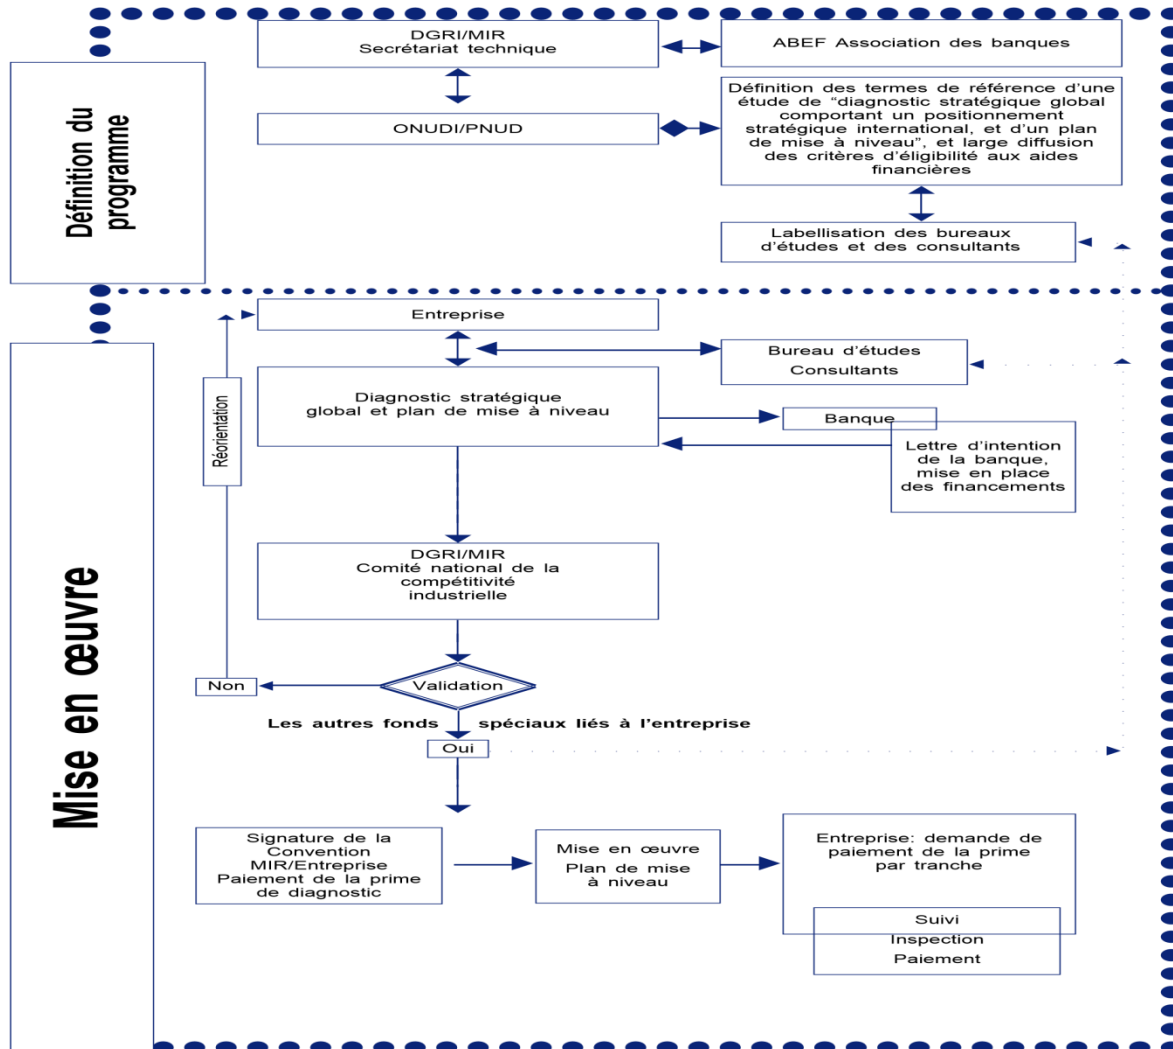 Définition du
programme
DGRI/MIR
Secrétariat technique
ABEF Association des banques
ONUDI/PNUD
Définition des termes de référence d'une
étude de "diagnostic stratégique global
comportant un positionnement
stratégique international, et d'un plan
de mise à niveau", et large diffusion
des critères d'éligibilité aux aides
financières
Labellisation des bureaux
d'études et des consultants
Mise en œuvre
Entreprise
Bureau d'études
Consultants
Diagnostic stratégique
global et plan de mise à niveau
Banque
Lettre d'intention
de la banque,
mise en place
des financements
Réorientation
DGRI/MIR
Comité national de la
compétitivité
industrielle
Validation
Non
Les autres fonds spéciaux liés à l'entreprise
Oui
Signature de la
Convention
MIR/Entreprise
Paiement de la prime
de diagnostic
Mise en œuvre
Plan de mise
à niveau
Entreprise: demande de
paiement de la prime
par tranche
Suivi
Inspection
Paiement